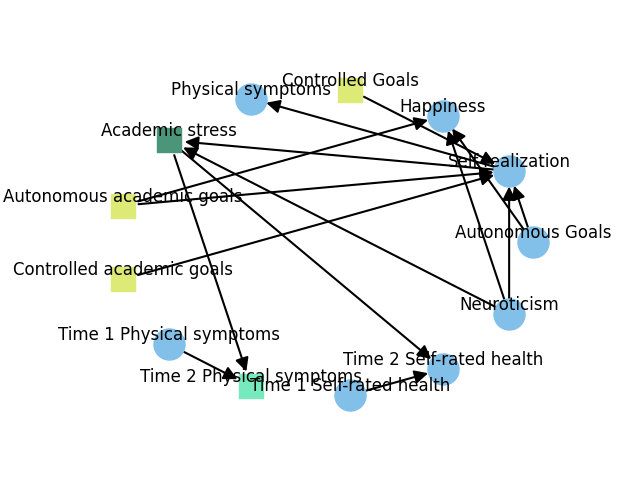 Controlled Goals
Physical symptoms
Happiness
Academic stress
Self-realization
Autonomous academic goals
Autonomous Goals
Controlled academic goals
Neuroticism
Time 1 Physical symptoms
Time 2 Self-rated health
Time 2 Physical symptoms
Time 1 Self-rated health